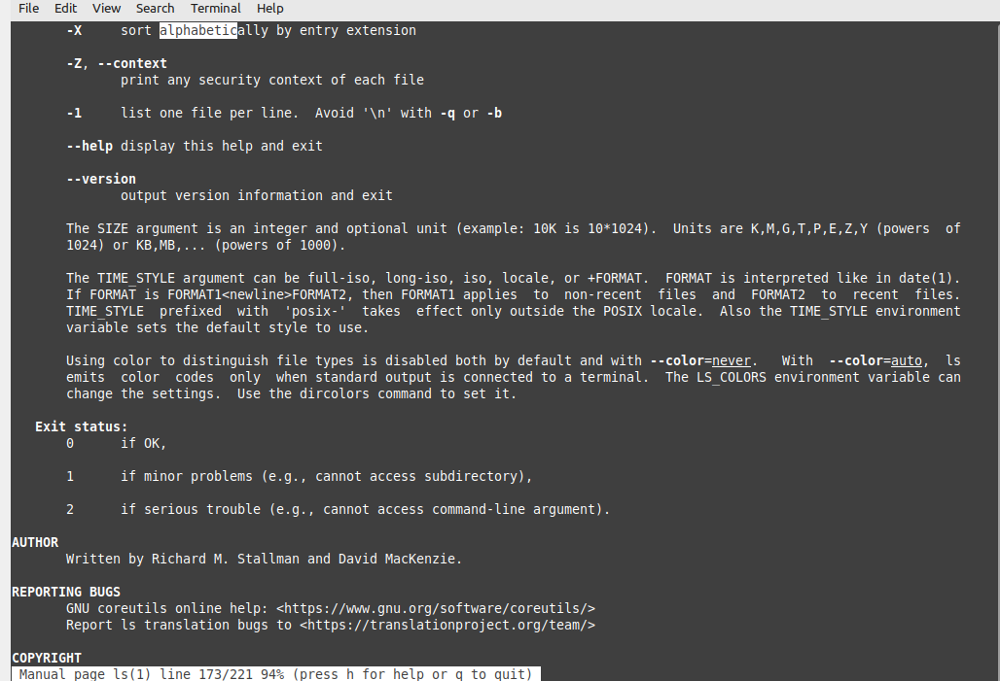 File Edit View Search Terminal Help
-X sort alphabetically by entry extension
-Z, --context
print any security context of each file
-1 list one file per line.  Avoid '\n' with -q or -b
--help display this help and exit
--version
output version information and exit
The SIZE argument is an integer and optional unit (example: 10K is 10*1024).  Units are K,M,G,T,P,E,Z,Y (powers  of
1024) or KB,MB,... (powers of 1000).
The TIME_STYLE argument can be full-iso, long-iso, iso, locale, or +FORMAT.  FORMAT is interpreted like in date(1).
If FORMAT is FORMAT1<newline>FORMAT2, then FORMAT1 applies  to  non-recent  files  and  FORMAT2  to  recent  files.
TIME_STYLE  prefixed  with  'posix-'  takes  effect only outside the POSIX locale.  Also the TIME_STYLE environment
variable sets the default style to use.
Using color to distinguish file types is disabled both by default and with --color=never.   With  --color=auto,  ls
emits  color  codes  only  when standard output is connected to a terminal.  The LS_COLORS environment variable can
change the settings.  Use the dircolors command to set it.
Exit status:
0 if OK,
1 if minor problems (e.g., cannot access subdirectory),
2 if serious trouble (e.g., cannot access command-line argument).
AUTHOR
Written by Richard M. Stallman and David MacKenzie.
REPORTING BUGS
GNU coreutils online help: <https://www.gnu.org/software/coreutils/>
Report ls translation bugs to <https://translationproject.org/team/>
COPYRIGHT
Manual page ls(1) line 173/221 94% (press h for help or q to quit)